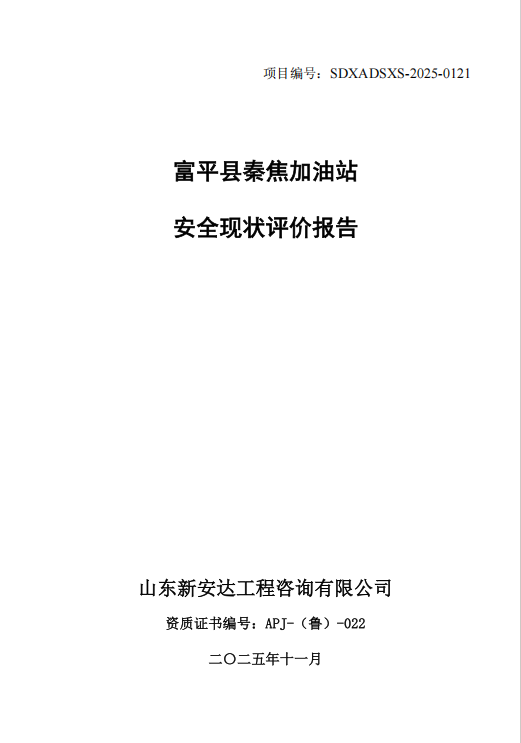 项目编号：SDXADSXS-2025-0121
富平县秦焦加油站
安全现状评价报告
山东新安达工程咨询有限公司
资质证书编号：APJ-（鲁）-022
二〇二五年十一月